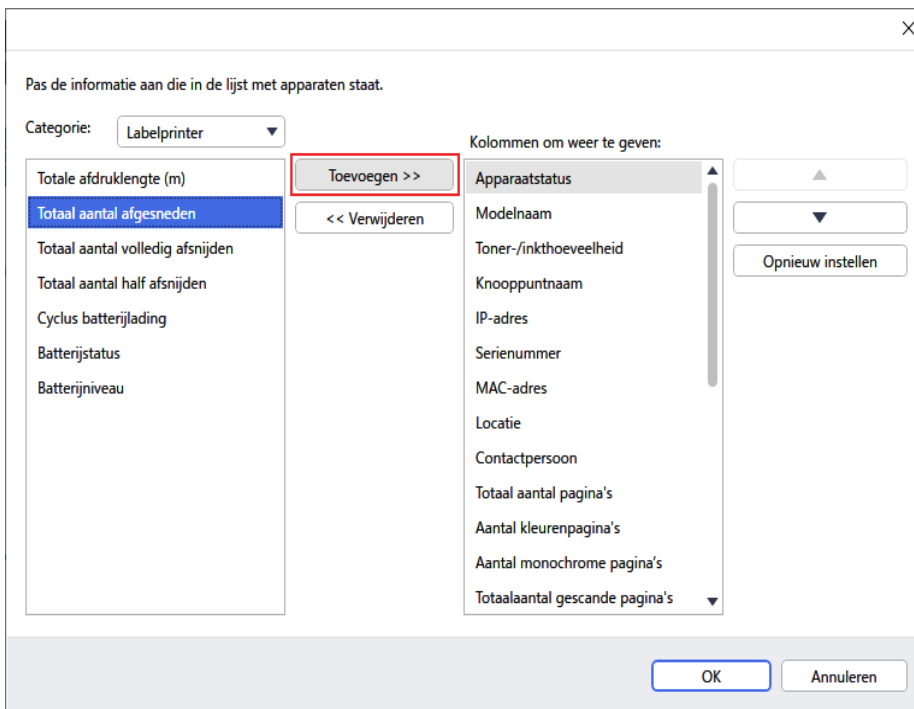 Pas de informatie aan die in de lijst met apparaten staat.
Categorie:
Labelprinter
Totale afdruklengte (m)
Totaal aantal afgesneden
Totaal aantal volledig afsnijden
Totaal aantal half afsnijden
Cyclus batterijlading
Batterijstatus
Batterijniveau
Toevoegen >>
<< Verwijderen
Kolommen om weer te geven:
Apparaatstatus
Modelnaam
Toner-/inkthoeveelheid
Knooppuntnaam
IP-adres
Serienummer
MAC-adres
Locatie
Contactpersoon
Totaal aantal pagina's
Aantal kleurenpagina's
Aantal monochrome pagina's
Totaalaantal gescande pagina's
Opnieuw instellen
OK
Annuleren